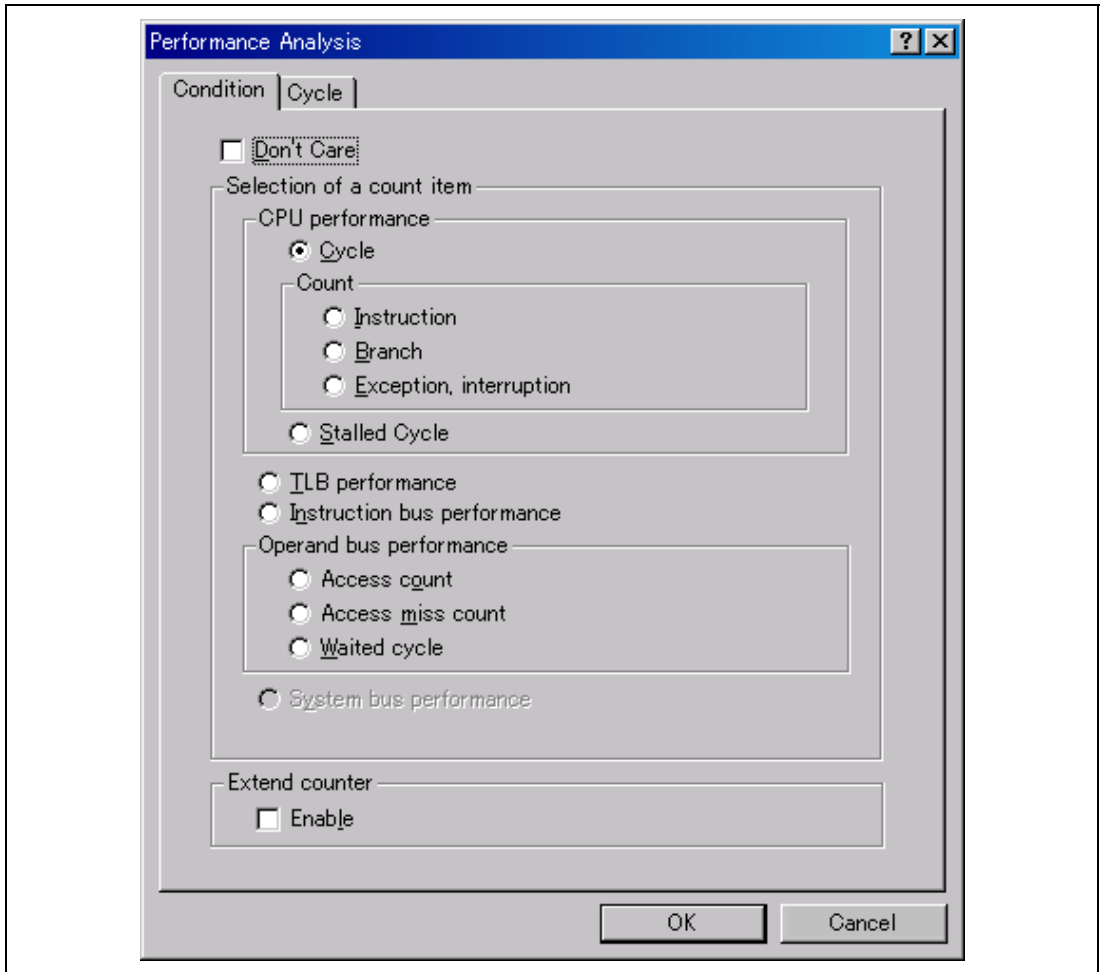 Performance Analysis
Condition Cycle
Don't Care
Selection of a count item
CPU performance
Cycle
Count
Instruction
Branch
Exception, interruption
Stalled Cycle
TLB performance
Instruction bus performance
Operand bus performance
Access count
Access miss count
Waited cycle
System bus performance
Extend counter
Enable
OK Cancel